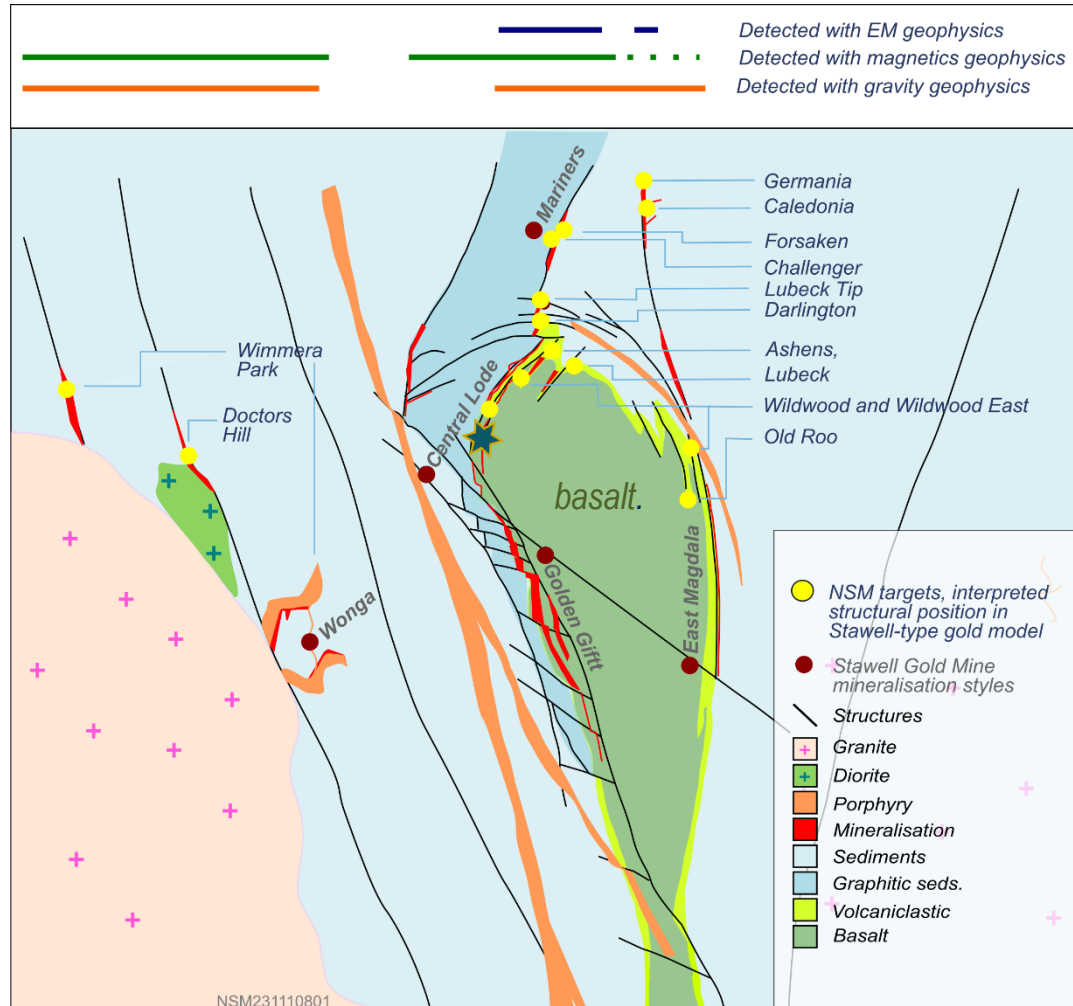 Detected with EM geophysics
Detected with magnetics geophysics
Detected with gravity geophysics
Mariners
Germania
Caledonia
Forsaken
Challenger
Lubeck Tip
Darlington
Ashens,
Lubeck
Wildwood and Wildwood East
Old Roo
Wimmera
Park
Doctors
Hill
Central Lode
basalt.
Wonga
Golden Giftt
East Magdala
NSM targets, interpreted
structural position in
Stawell-type gold model
Stawell Gold Mine
mineralisation styles
Structures
Granite
Diorite
Porphyry
Mineralisation
Sediments
Graphitic seds.
Volcaniclastic
Basalt
NSM231110801